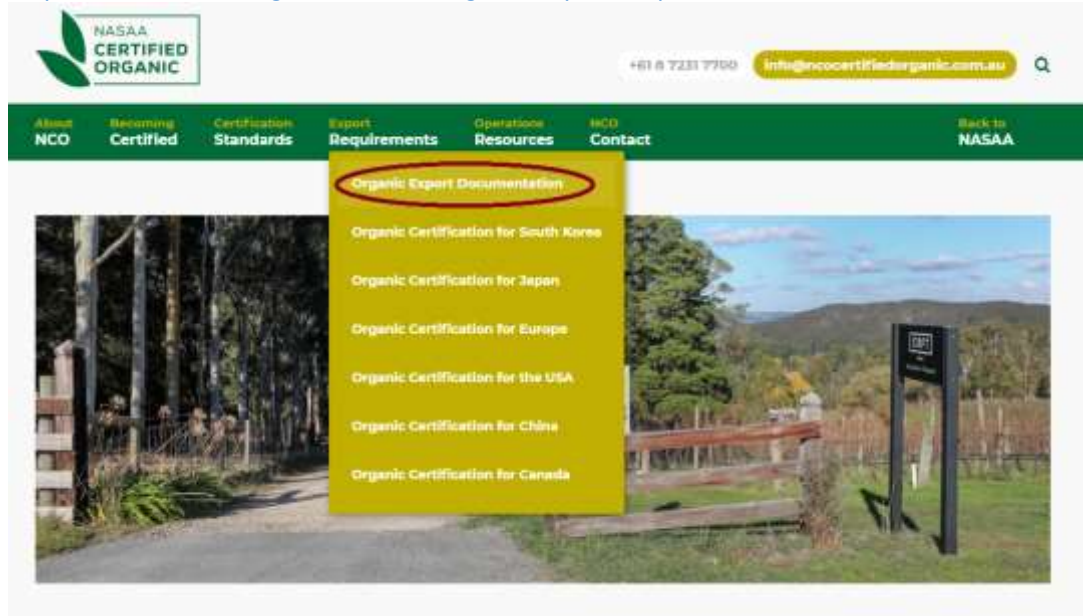 NASAA
CERTIFIED
ORGANIC
+61 8 7231 7700
info@ncocertifiedorganic.com.au
About
NCO
Becoming
Certified
Certification
Standards
Export
Requirements
Operations
Resources
NCO
Contact
Back to
NASAA
Organic Export Documentation
Organic Certification for South Korea
Organic Certification for Japan
Organic Certification for Europe
Organic Certification for the USA
Organic Certification for China
Organic Certification for Canada